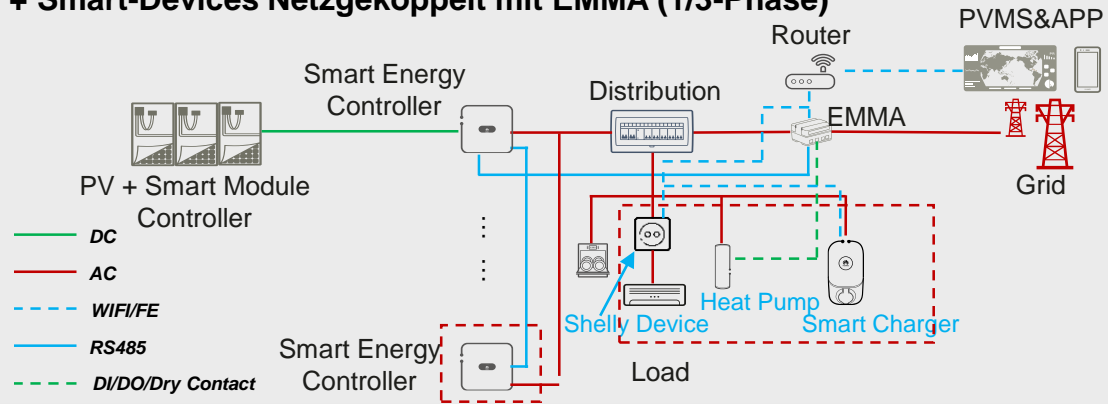 + Smart-Devices Netzgekoppelt mit EMMA (1/3-Phase)
PVMS&APP
Router
Smart Energy
Controller
Distribution
EMMA
PV + Smart Module
Controller
Grid
DC
AC
WIFI/FE
RS485
DI/DO/Dry Contact
Heat Pump
Shelly Device
Smart Charger
Smart Energy
Controller
Load